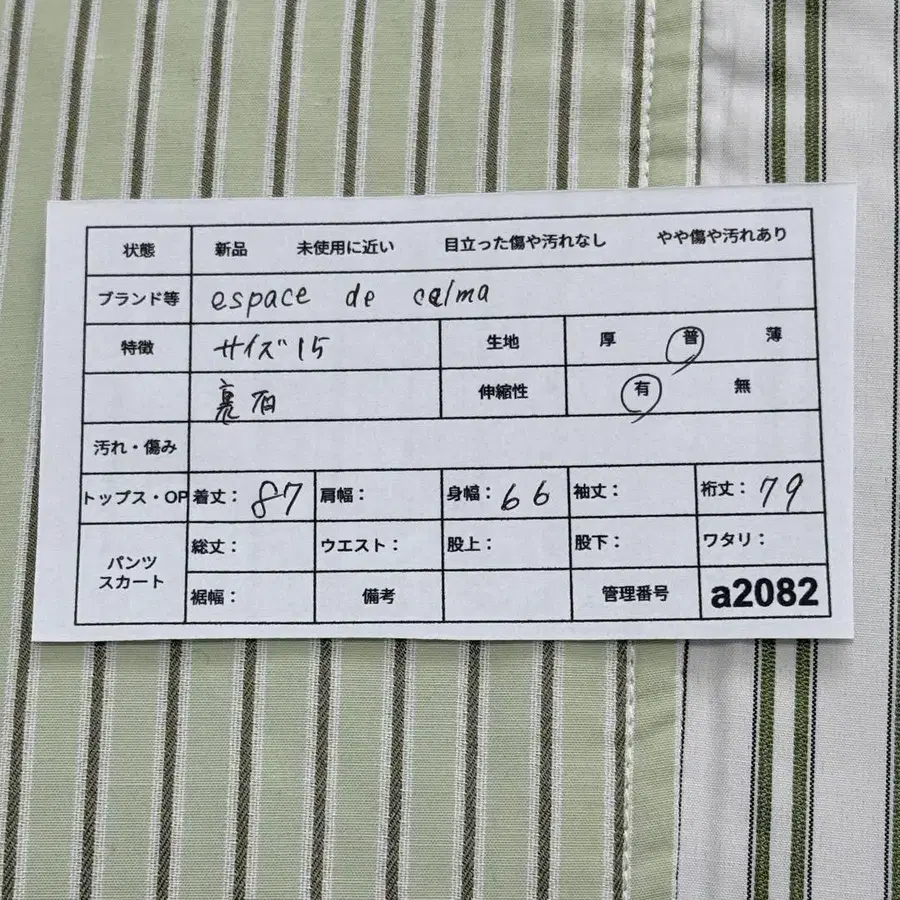 状態 新品 未使用に近い 目立った傷や汚れなし やや傷や汚れあり
ブランド等 espace de calma
特徴 サイズ15 生地 厚 普 薄
裏有 伸縮性 有 無
汚れ・傷み
トップス・OP 着丈: 87 肩幅: 身幅: 66 袖丈: 裄丈: 79
パンツ スカート 総丈: ウエスト: 股上: 股下: ワタリ:
裾幅: 備考 管理番号 a2082